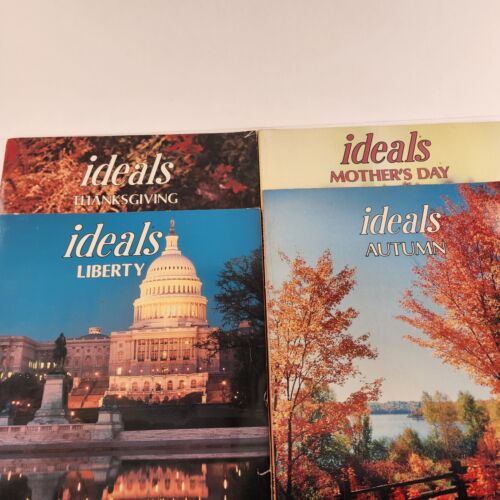 ideals
THANKSGIVING
ideals
MOTHER'S DAY
ideals
LIBERTY
ideals
AUTUMN